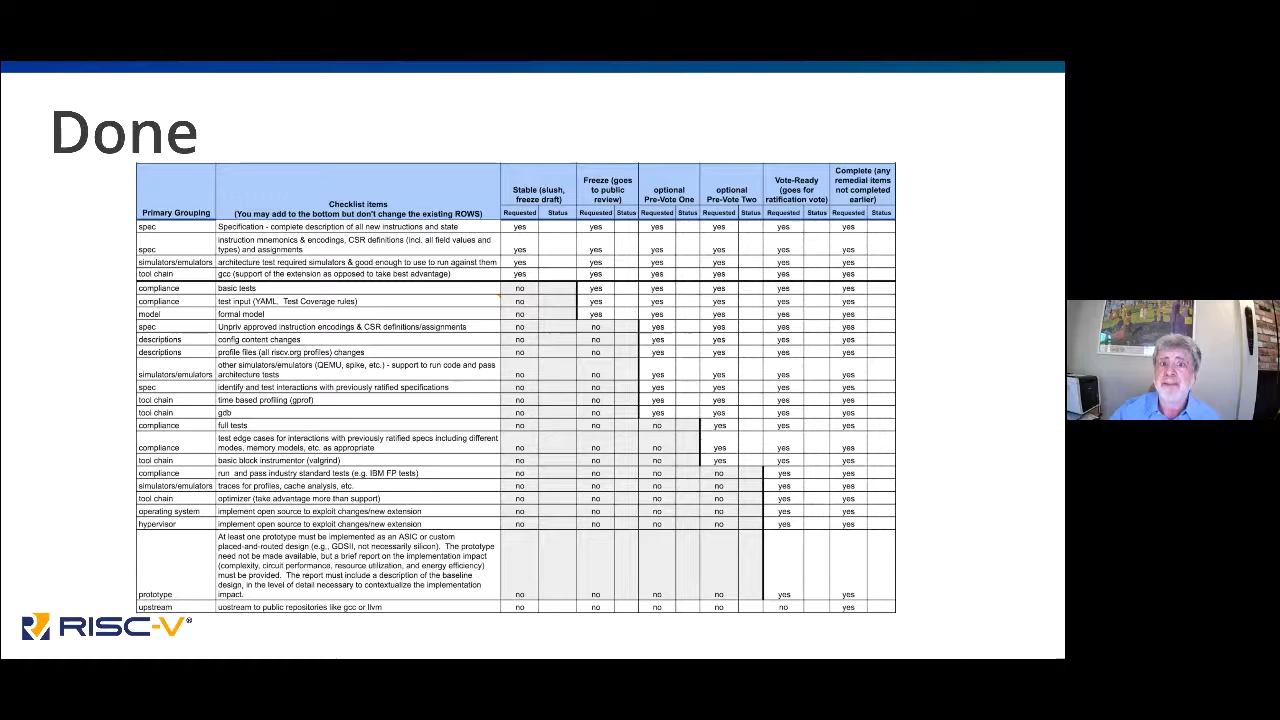 Done
Primary Grouping
Checklist items
(You may add to the bottom but don't change the existing ROWS)
Stable (slush,
freeze draft)
Freeze (goes
to public
review)
optional
Pre-Vote One
optional
Pre-Vote Two
Vote-Ready
(goes for
ratification vote)
Complete (any
remedial items
not completed
earlier)
Requested Status Requested Status Requested Status Requested Status Requested Status Requested Status
spec Specification - complete description of all new instructions and state yes yes yes yes yes yes
instruction mnemonics & encodings, CSR definitions (incl. all field values and
spec types) and assignments yes yes yes yes yes yes
simulators/emulators architecture test required simulators & good enough to use to run against them yes yes yes yes yes yes
tool chain gcc (support of the extension as opposed to take best advantage) yes yes yes yes yes yes
compliance basic tests no yes yes yes yes yes
compliance test input (YAML, Test Coverage rules) no yes yes yes yes yes
model formal model no yes yes yes yes yes
spec Unpriv approved instruction encodings & CSR definitions/assignments no no yes yes yes yes
descriptions config content changes no no yes yes yes yes
descriptions profile files (all riscv.org profiles) changes no no yes yes yes yes
other simulators/emulators (QEMU, spike, etc.) - support to run code and pass
simulators/emulators architecture tests no no yes yes yes yes
spec identify and test interactions with previously ratified specifications no no yes yes yes yes
tool chain time based profiling (gprof) no no yes yes yes yes
tool chain gdb no no yes yes yes yes
compliance full tests no no no yes yes yes
test edge cases for interactions with previously ratified specs including different
compliance modes, memory models, etc. as appropriate no no no yes yes yes
tool chain basic block instrumentor (valgrind) no no no yes yes yes
compliance run and pass industry standard tests (e.g. IBM FP tests) no no no no yes yes
simulators/emulators traces for profiles, cache analysis, etc. no no no no yes yes
tool chain optimizer (take advantage more than support) no no no no yes yes
operating system implement open source to exploit changes/new extension no no no no yes yes
hypervisor implement open source to exploit changes/new extension no no no no yes yes
At least one prototype must be implemented as an ASIC or custom
placed-and-routed design (e.g., GDSII, not necessarily silicon). The prototype
need not be made available, but a brief report on the implementation impact
(complexity, circuit performance, resource utilization, and energy efficiency)
must be provided. The report must include a description of the baseline
design, in the level of detail necessary to contextualize the implementation
prototype impact. no no no no yes yes
upstream uostream to public repositories like gcc or llvm no no no no no yes
RISC-V®